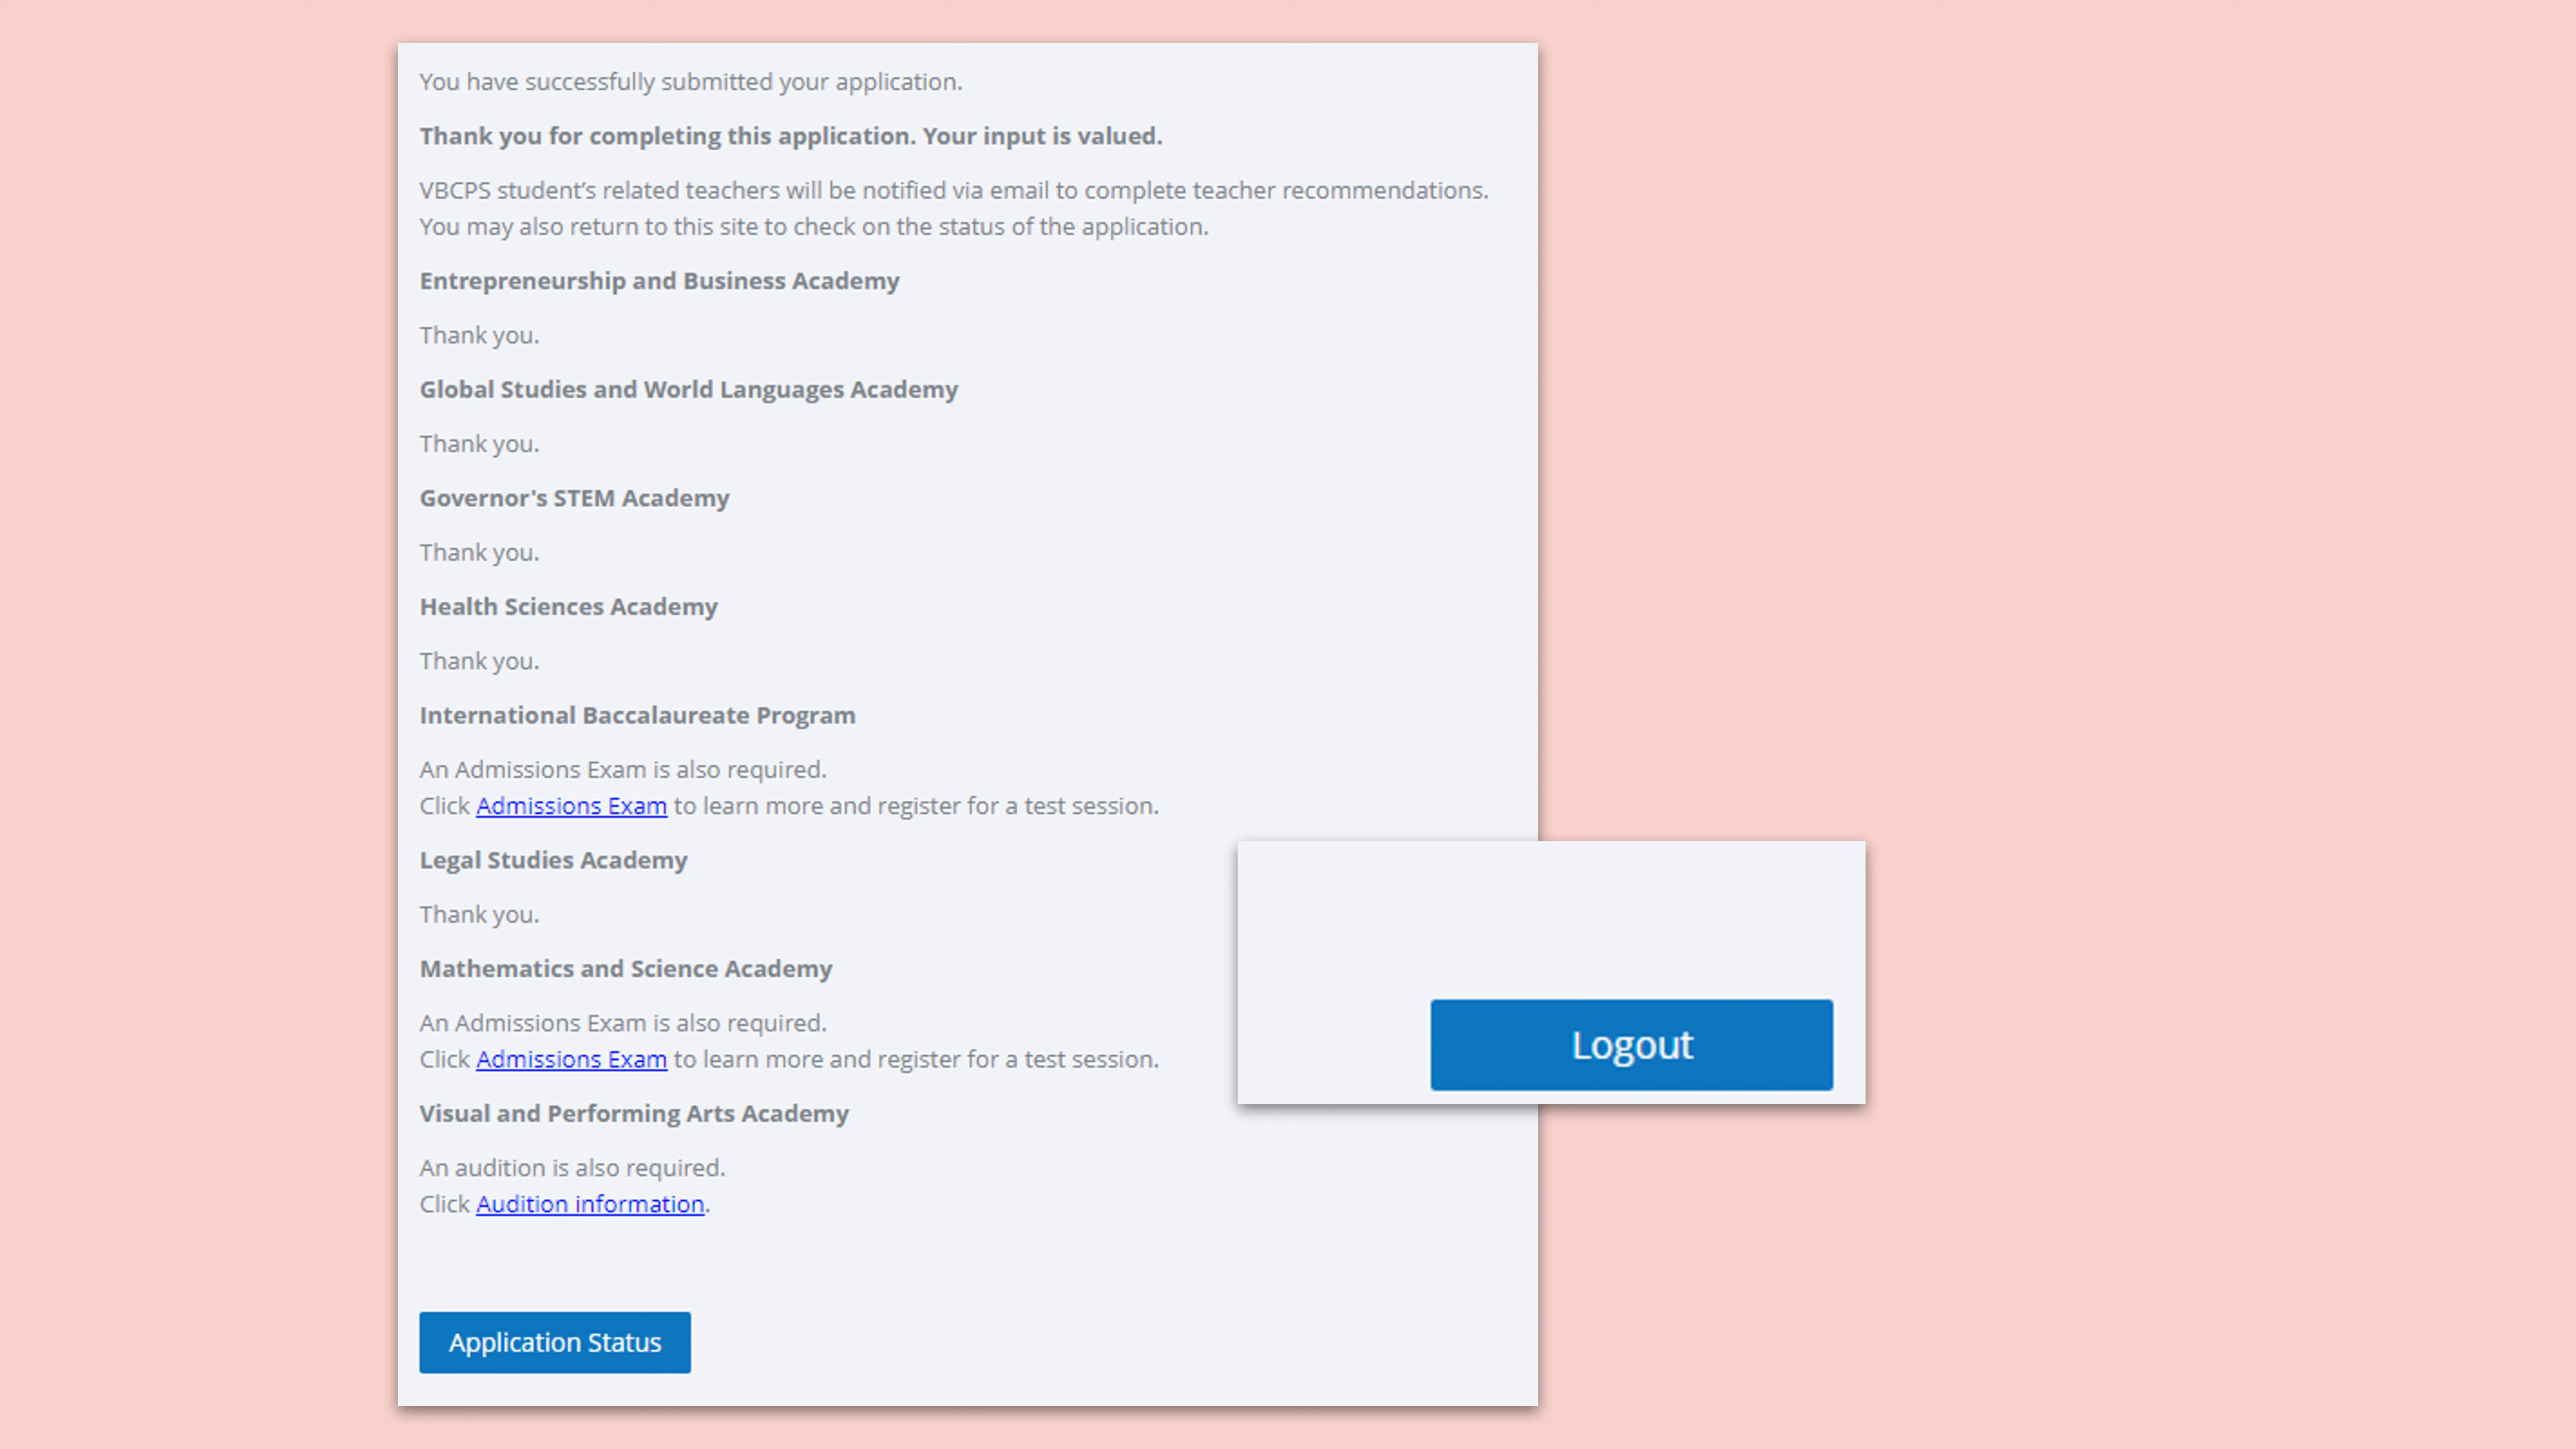 You have successfully submitted your application.
Thank you for completing this application. Your input is valued.
VBCPS student’s related teachers will be notified via email to complete teacher recommendations.
You may also return to this site to check on the status of the application.
Entrepreneurship and Business Academy
Thank you.
Global Studies and World Languages Academy
Thank you.
Governor's STEM Academy
Thank you.
Health Sciences Academy
Thank you.
International Baccalaureate Program
An Admissions Exam is also required.
Click Admissions Exam to learn more and register for a test session.
Legal Studies Academy
Thank you.
Mathematics and Science Academy
An Admissions Exam is also required.
Click Admissions Exam to learn more and register for a test session.
Visual and Performing Arts Academy
An audition is also required.
Click Audition information.
Application Status
Logout